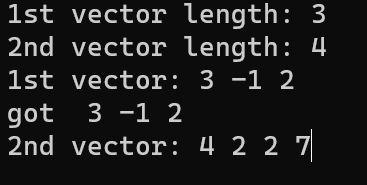 1st vector length: 3
2nd vector length: 4
1st vector: 3 -1 2
got  3 -1 2
2nd vector: 4 2 2 7